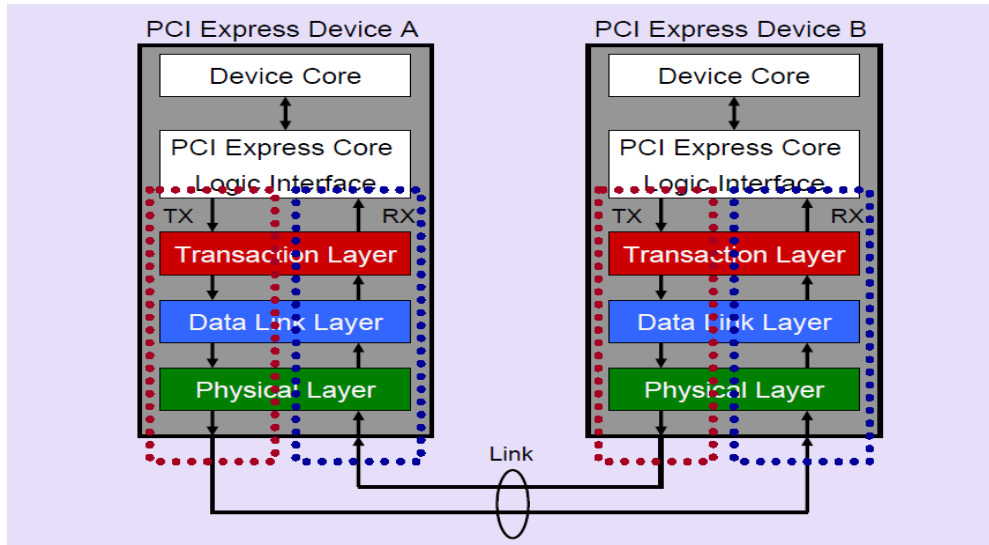 PCI Express Device A
Device Core
PCI Express Core
Logic Interface
TX
RX
Transaction Layer
Data Link Layer
Physical Layer
PCI Express Device B
Device Core
PCI Express Core
Logic Interface
TX
RX
Transaction Layer
Data Link Layer
Physical Layer
Link